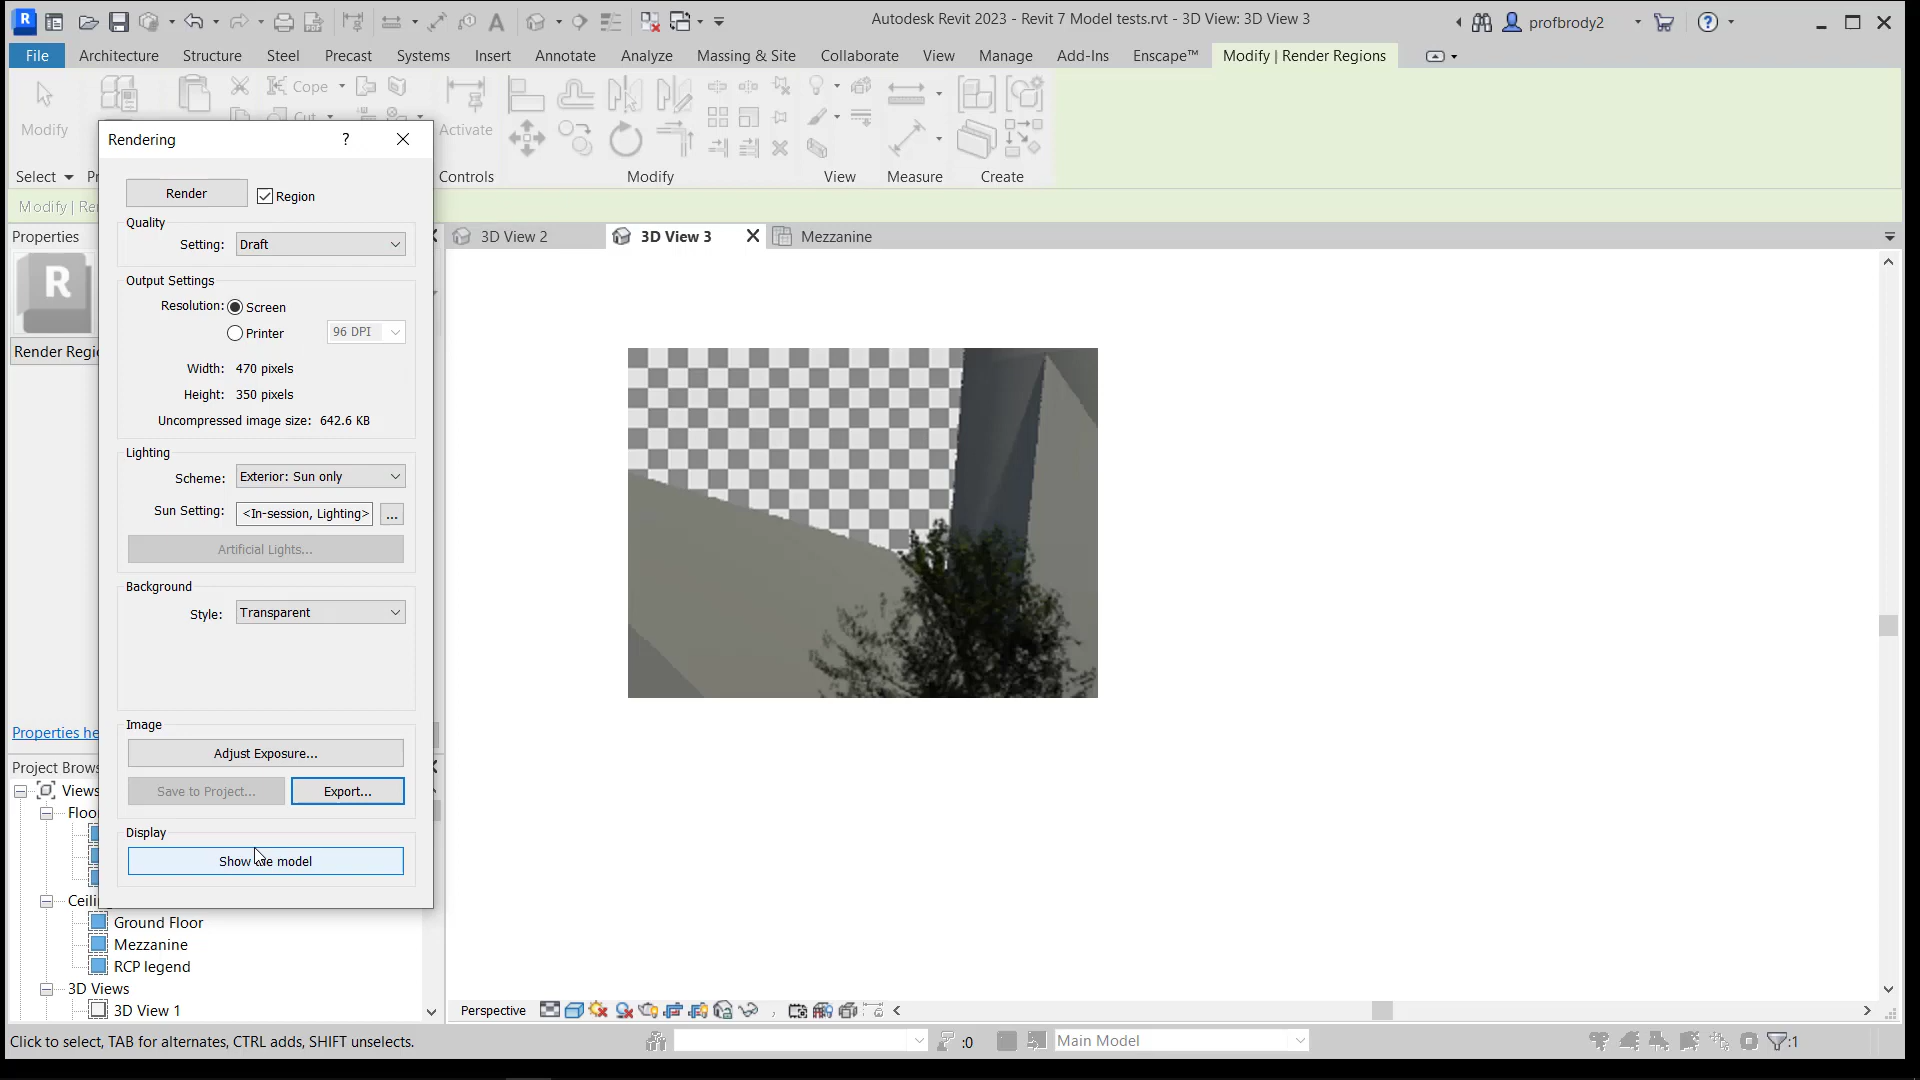 Autodesk Revit 2023 - Revit 7 Model tests.rvt - 3D View: 3D View 3
profbrody2
File Architecture Structure Steel Precast Systems Insert Annotate Analyze Massing & Site Collaborate View Manage Add-Ins Enscape™ Modify | Render Regions
Modify
Cope
Cut
Activate
Select
Controls
Modify
View
Measure
Create
Modify |
Rendering
Render
Region
Quality
Setting: Draft
Output Settings
Resolution: Screen
Printer 96 DPI
Width: 470 pixels
Height: 350 pixels
Uncompressed image size: 642.6 KB
Lighting
Scheme: Exterior: Sun only
Sun Setting: <In-session, Lighting> ...
Artificial Lights...
Background
Style: Transparent
Image
Adjust Exposure...
Save to Project... Export...
Display
Show model
Properties
R
Render
Properties
Project
Views
Ground Floor
Mezzanine
RCP legend
3D Views
3D View 1
3D View 2
3D View 3
Mezzanine
Perspective
Click to select, TAB for alternates, CTRL adds, SHIFT unselects.
:0
Main Model
:1